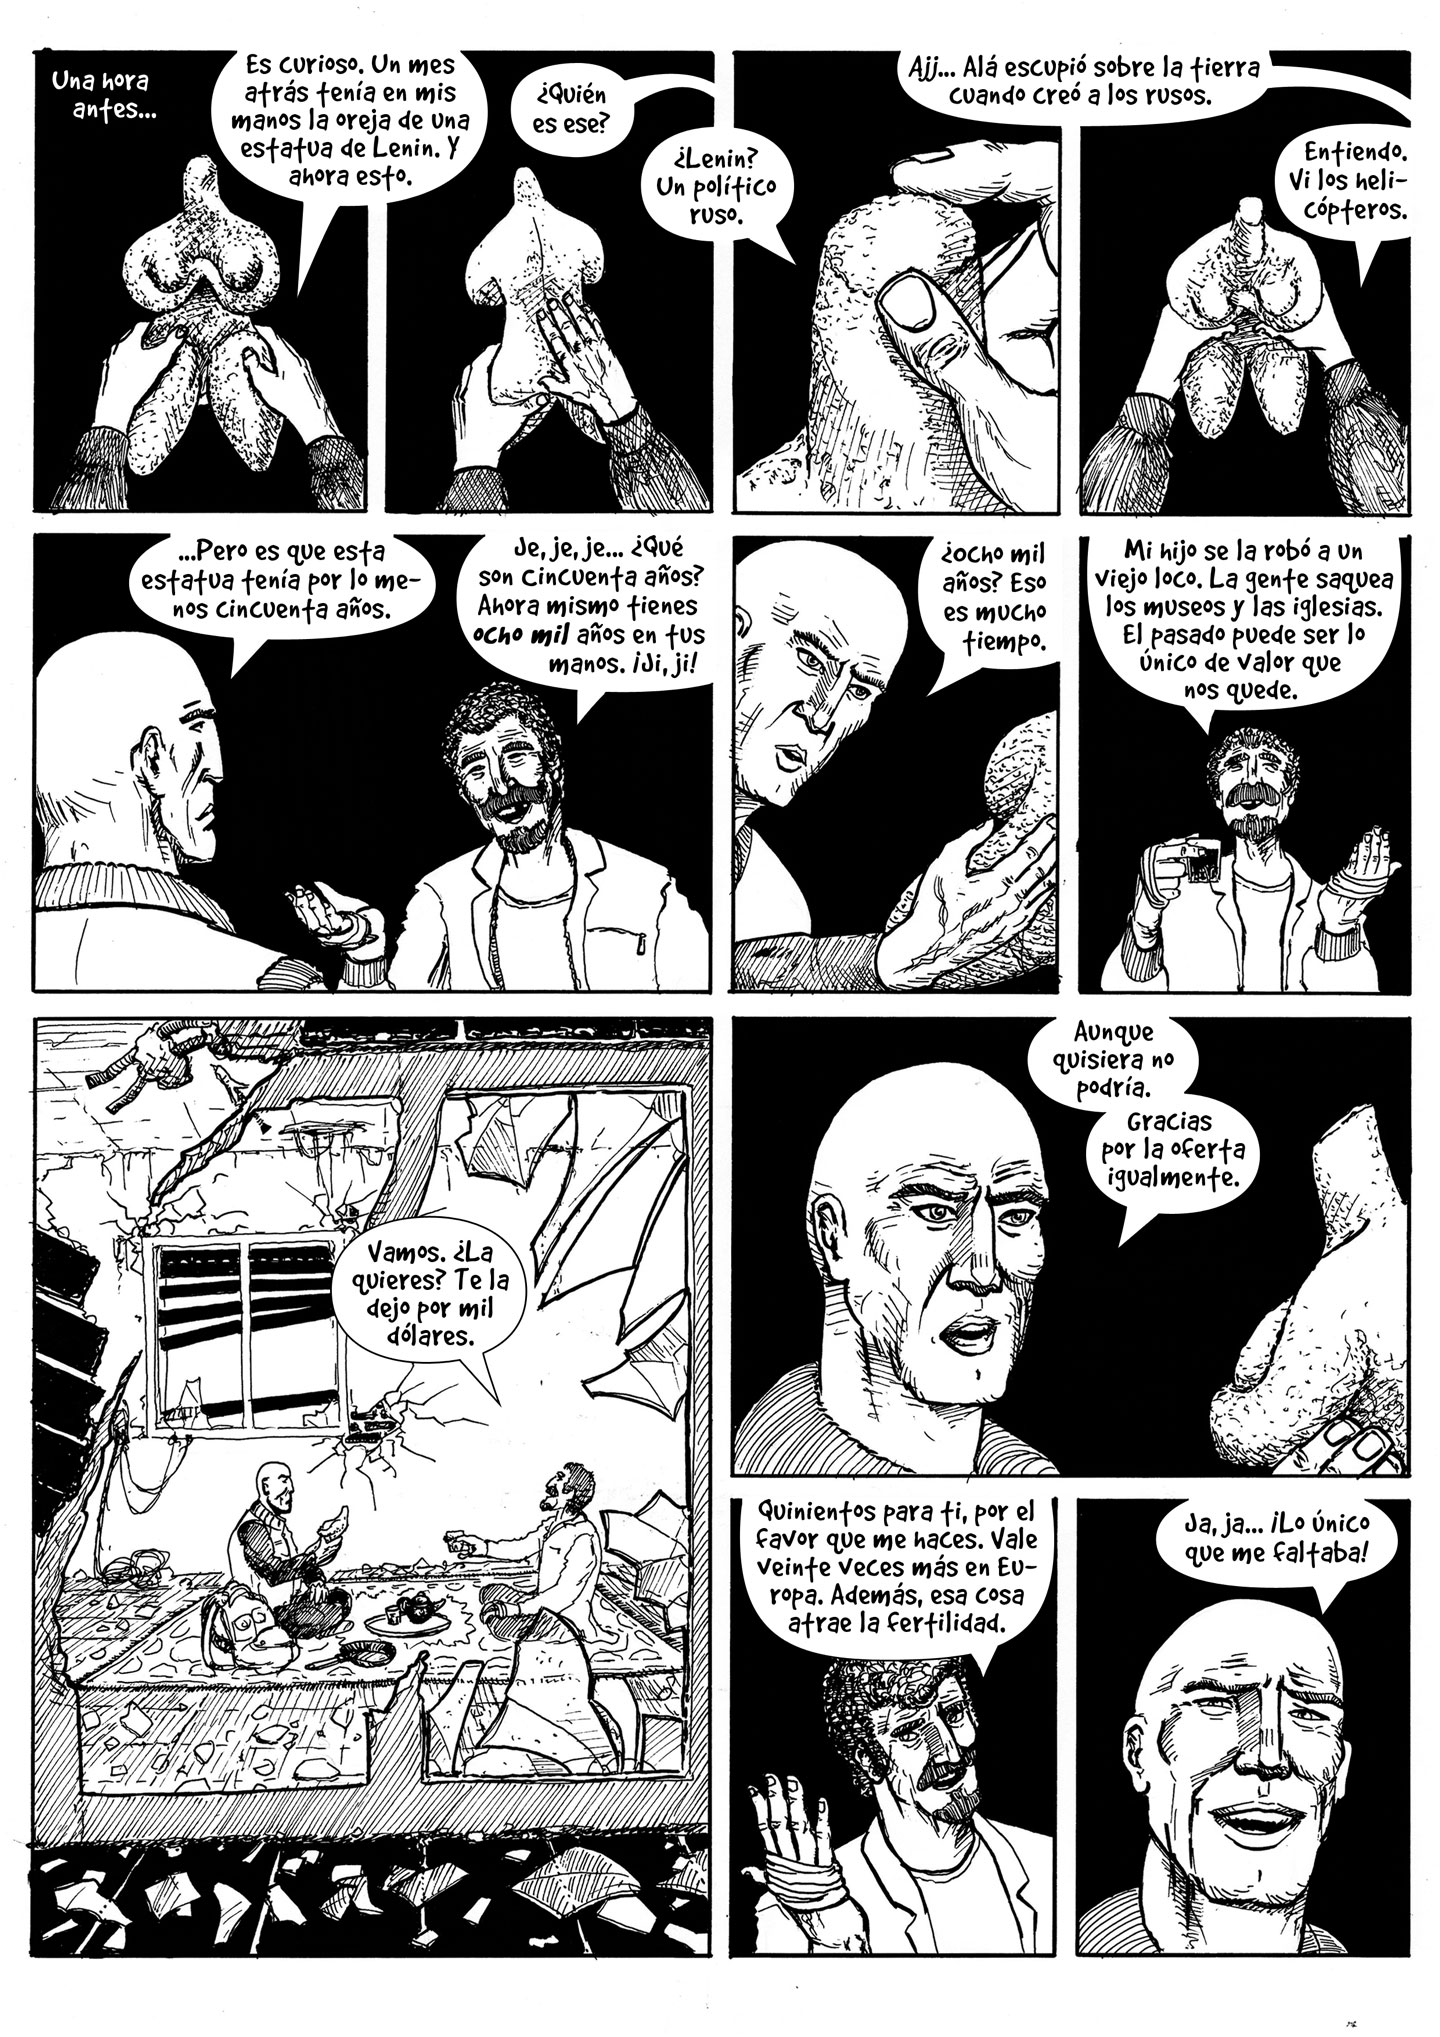 Una hora
antes...
Es curioso. Un mes
atrás tenía en mis
manos la oreja de una
estatua de Lenin. Y
ahora esto.
¿Quién
es ese?
¿Lenin?
Un político
ruso.
Ajj... Alá escupió sobre la tierra
cuando creó a los rusos.
Entiendo.
Vi los heli-
cópteros.
...Pero es que esta
estatua tenía por lo me-
nos cincuenta años.
Je, je, je... ¿Qué
son cincuenta años?
Ahora mismo tienes
ocho mil años en tus
manos. ¡Ji, ji!
¿Ocho mil
años? Eso
es mucho
tiempo.
Mi hijo se la robó a un
viejo loco. La gente saquea
los museos y las iglesias.
El pasado puede ser lo
único de valor que
nos quede.
Vamos. ¿La
quieres? Te la
dejo por mil
dólares.
Aunque
quisiera no
podría.
Gracias
por la oferta
igualmente.
Quinientos para ti, por el
favor que me haces. Vale
veinte veces más en Eu-
ropa. Además, esa cosa
atrae la fertilidad.
Ja, ja... ¡Lo único
que me faltaba!